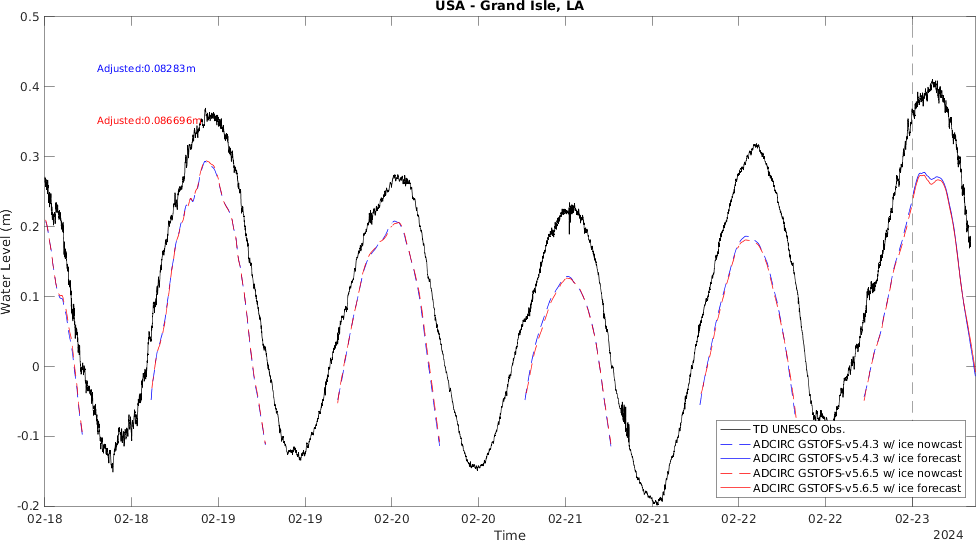 USA - Grand Isle, LA
0.5
Adjusted:0.08283m
0.4
Adjusted:0.086696m
0.3
0.2
Water Level (m)
0.1
0
-0.1
TD UNESCO Obs.
ADCIRC GSTOFS-v5.4.3 w/ ice nowcast
ADCIRC GSTOFS-v5.4.3 w/ ice forecast
ADCIRC GSTOFS-v5.6.5 w/ ice nowcast
ADCIRC GSTOFS-v5.6.5 w/ ice forecast
-0.2
02-18 02-18 02-19 02-19 02-20 02-20 02-21 02-21 02-22 02-22 02-23
Time
2024